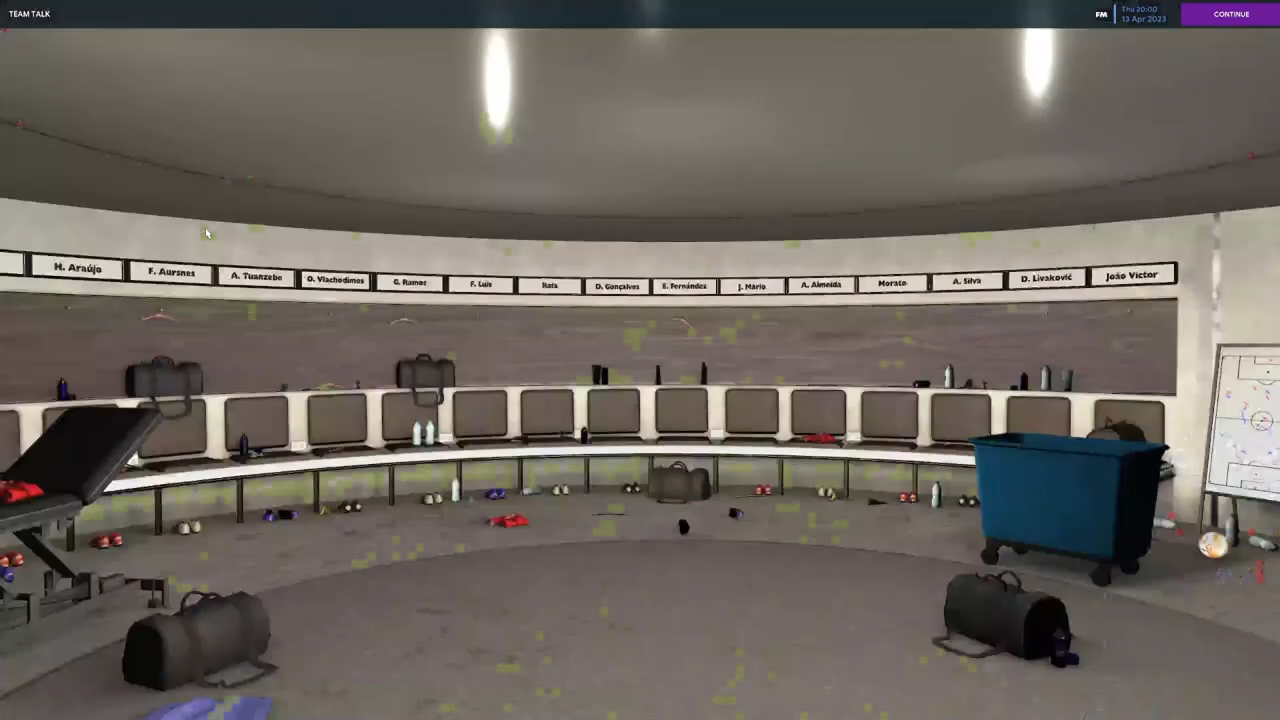 TEAM TALK
FM
Thu 20:00
13 Apr 2023
CONTINUE
H. Araújo
F. Aursnes
A. Tuanzebe
O. Vlachodimos
G. Ramos
F. Luis
Rafa
D. Gonçalves
E. Fernández
J. Mário
A. Almeida
Morato
A. Silva
D. Livaković
João Victor